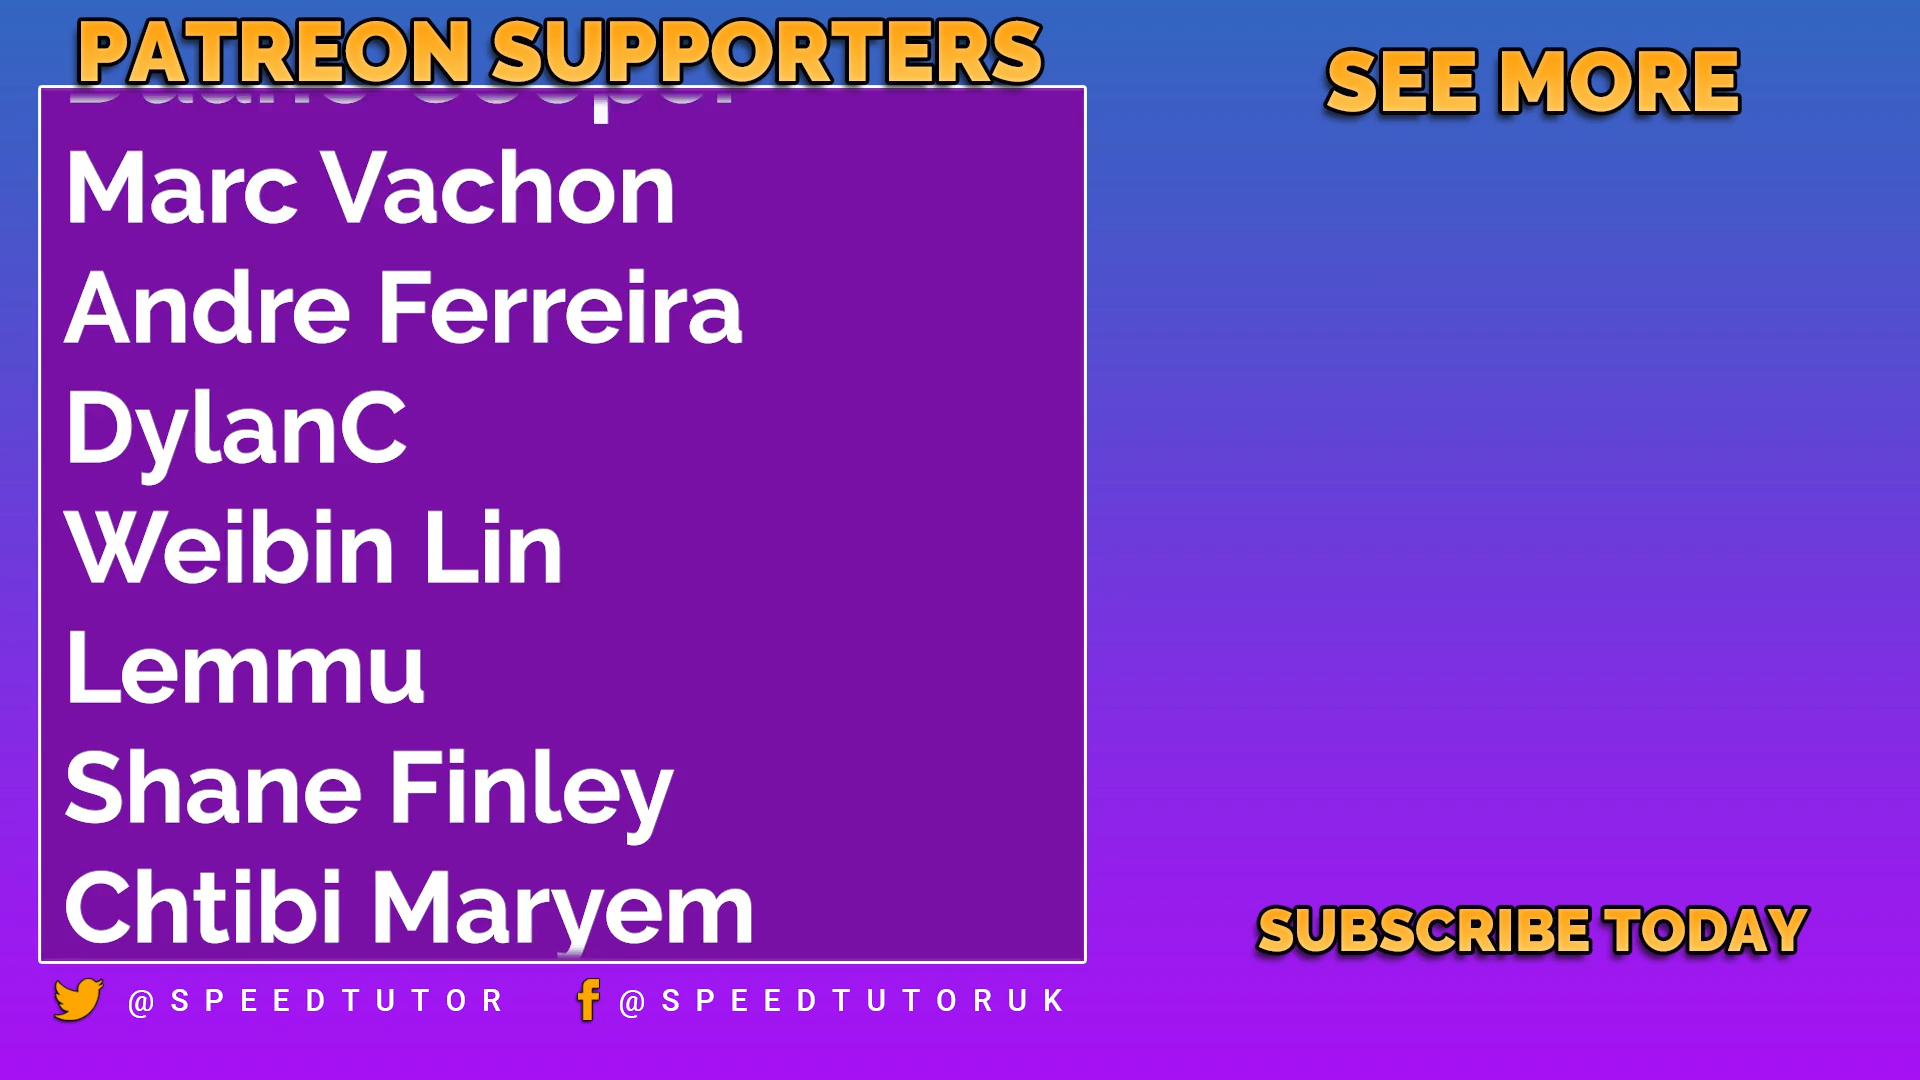 PATREON SUPPORTERS
SEE MORE
Marc Vachon
Andre Ferreira
DylanC
Weibin Lin
Lemmu
Shane Finley
Chtibi Maryem
SUBSCRIBE TODAY
@SPEEDTUTOR
@SPEEDTUTORUK